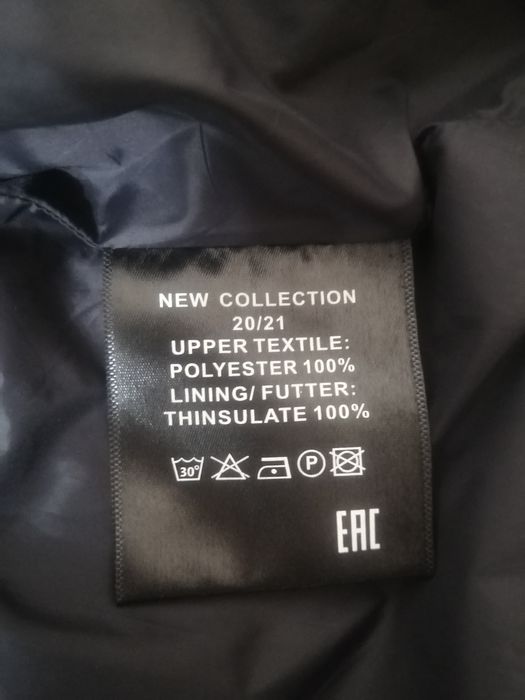 NEW COLLECTION
20/21
UPPER TEXTILE:
POLYESTER 100%
LINING/ FUTTER:
THINSULATE 100%
30° P
EAC